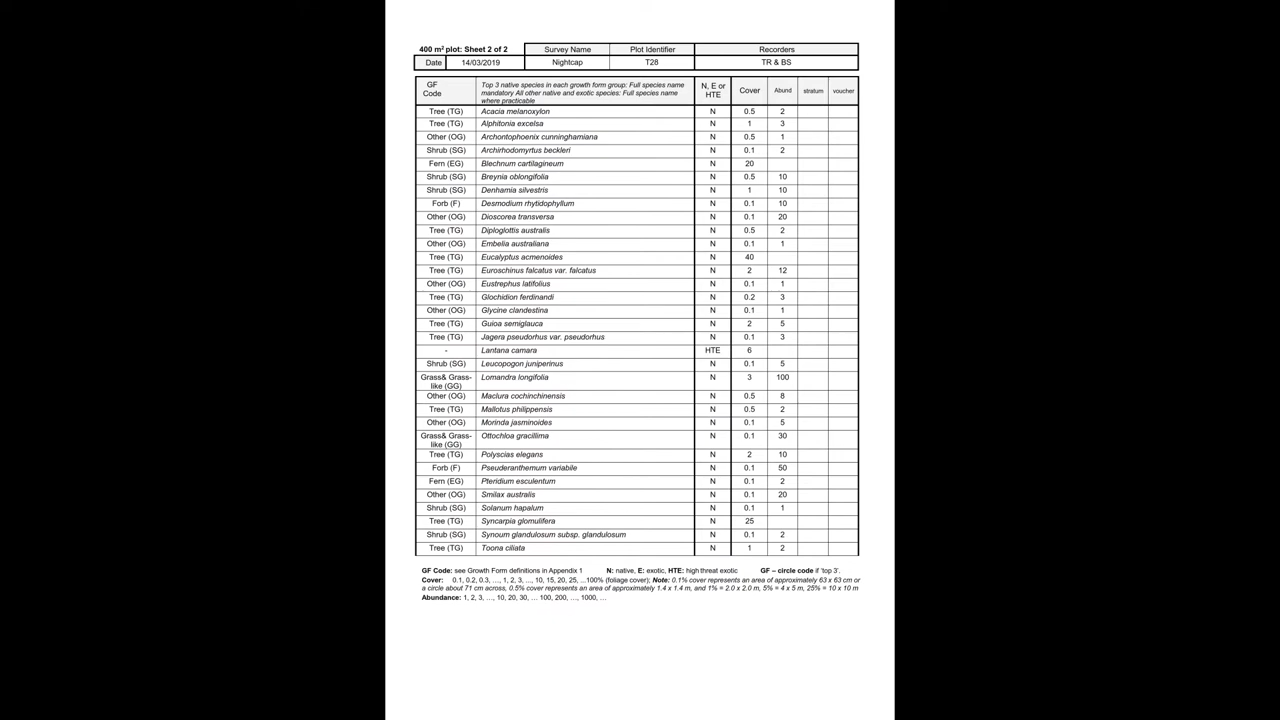 400 m2 plot: Sheet 2 of 2 Survey Name Plot Identifier Recorders
Date 14/03/2019 Nightcap T28 TR & BS
GF Code Top 3 native species in each growth form group: Full species name mandatory All other native and exotic species: Full species name where practicable N, E or HTE Cover Abund stratum voucher
Tree (TG) Acacia melanoxylon N 0.5 2
Tree (TG) Alphitonia excelsa N 1 3
Other (OG) Archontophoenix cunninghamiana N 0.5 1
Shrub (SG) Archirhodomyrtus beckleri N 0.1 2
Fern (EG) Blechnum cartilagineum N 20
Shrub (SG) Breynia oblongifolia N 0.5 10
Shrub (SG) Denhamia silvestris N 1 10
Forb (F) Desmodium rhytidophyllum N 0.1 10
Other (OG) Dioscorea transversa N 0.1 20
Tree (TG) Diploglottis australis N 0.5 2
Other (OG) Embelia australiana N 0.1 1
Tree (TG) Eucalyptus acmenoides N 40
Tree (TG) Euroschinus falcatus var. falcatus N 2 12
Other (OG) Eustrephus latifolius N 0.1 1
Tree (TG) Glochidion ferdinandi N 0.2 3
Other (OG) Glycine clandestina N 0.1 1
Tree (TG) Guioa semiglauca N 2 5
Tree (TG) Jagera pseudorhus var. pseudorhus N 0.1 3
- Lantana camara HTE 6
Shrub (SG) Leucopogon juniperinus N 0.1 5
Grass& Grass-like (GG) Lomandra longifolia N 3 100
Other (OG) Maclura cochinchinensis N 0.5 8
Tree (TG) Mallotus philippensis N 0.5 2
Other (OG) Morinda jasminoides N 0.1 5
Grass& Grass-like (GG) Ottochloa gracillima N 0.1 30
Tree (TG) Polyscias elegans N 2 10
Forb (F) Pseuderanthemum variabile N 0.1 50
Fern (EG) Pteridium esculentum N 0.1 2
Other (OG) Smilax australis N 0.1 20
Shrub (SG) Solanum hapalum N 0.1 1
Tree (TG) Syncarpia glomulifera N 25
Shrub (SG) Synoum glandulosum subsp. glandulosum N 0.1 2
Tree (TG) Toona ciliata N 1 2
GF Code: see Growth Form definitions in Appendix 1 N: native, E: exotic, HTE: high threat exotic GF – circle code if 'top 3'.
Cover: 0.1, 0.2, 0.3, …, 1, 2, 3, …, 10, 15, 20, 25, …100% (foliage cover); Note: 0.1% cover represents an area of approximately 63 x 63 cm or
a circle about 71 cm across, 0.5% cover represents an area of approximately 1.4 x 1.4 m, and 1% = 2.0 x 2.0 m, 5% = 4 x 5 m, 25% = 10 x 10 m
Abundance: 1, 2, 3, …, 10, 20, 30, … 100, 200, …, 1000, …